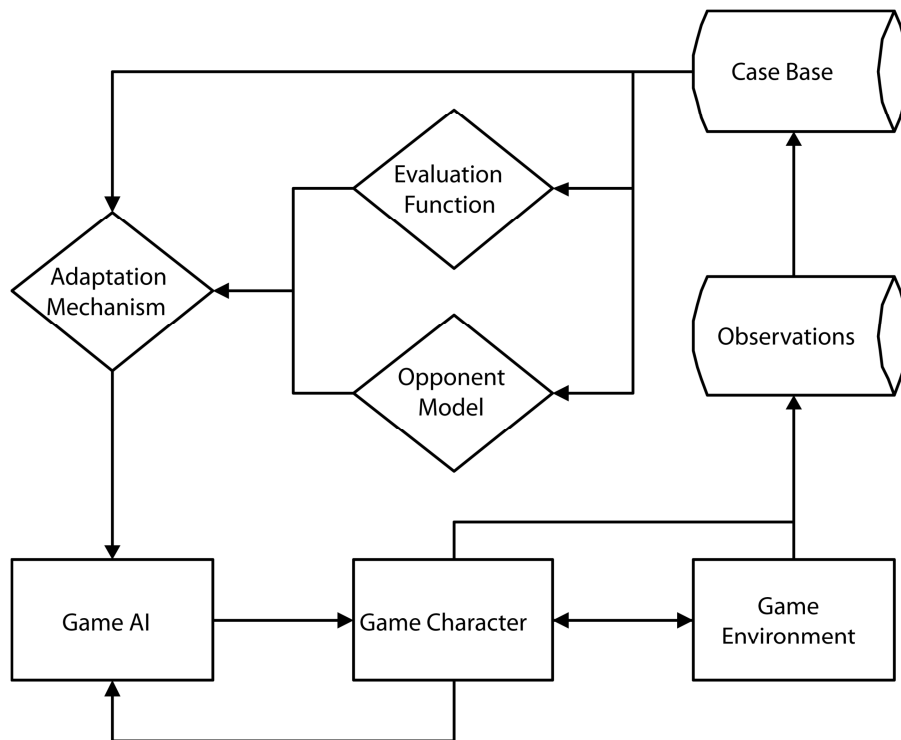 Case Base
Evaluation
Function
Adaptation
Mechanism
Observations
Opponent
Model
Game AI
Game Character
Game
Environment